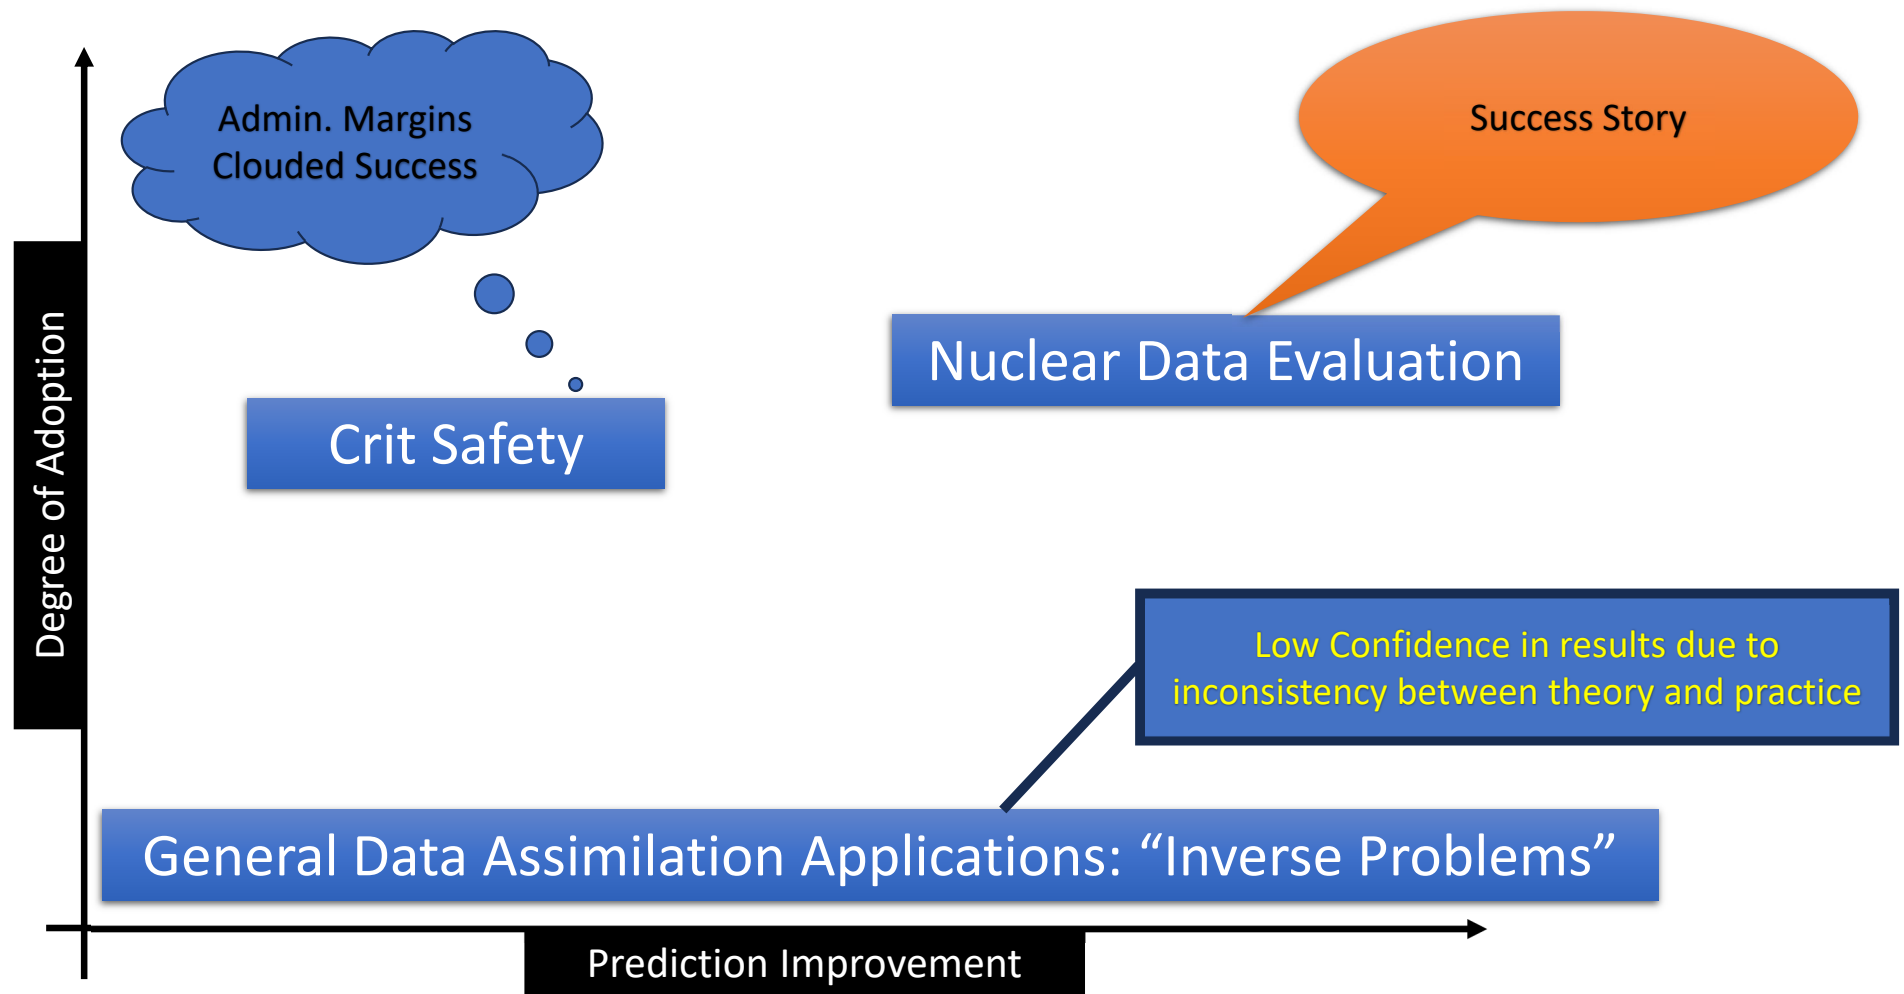 Admin. Margins
Clouded Success
Success Story
Nuclear Data Evaluation
Crit Safety
Degree of Adoption
Low Confidence in results due to
inconsistency between theory and practice
General Data Assimilation Applications: “Inverse Problems”
Prediction Improvement